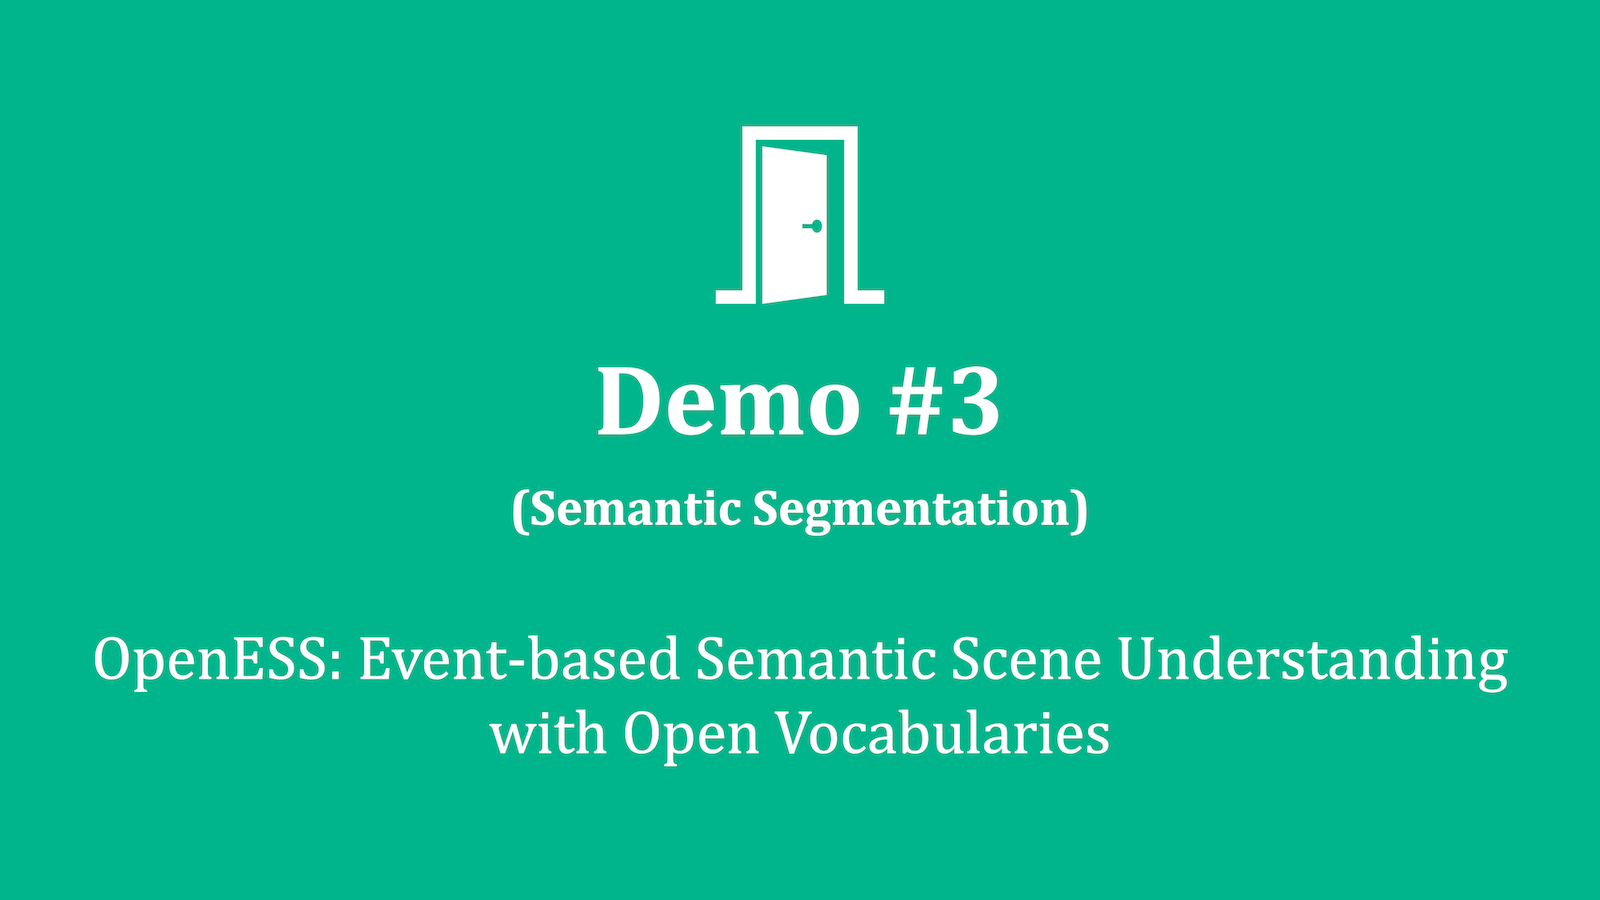 Demo #3
(Semantic Segmentation)
OpenESS: Event-based Semantic Scene Understanding
with Open Vocabularies